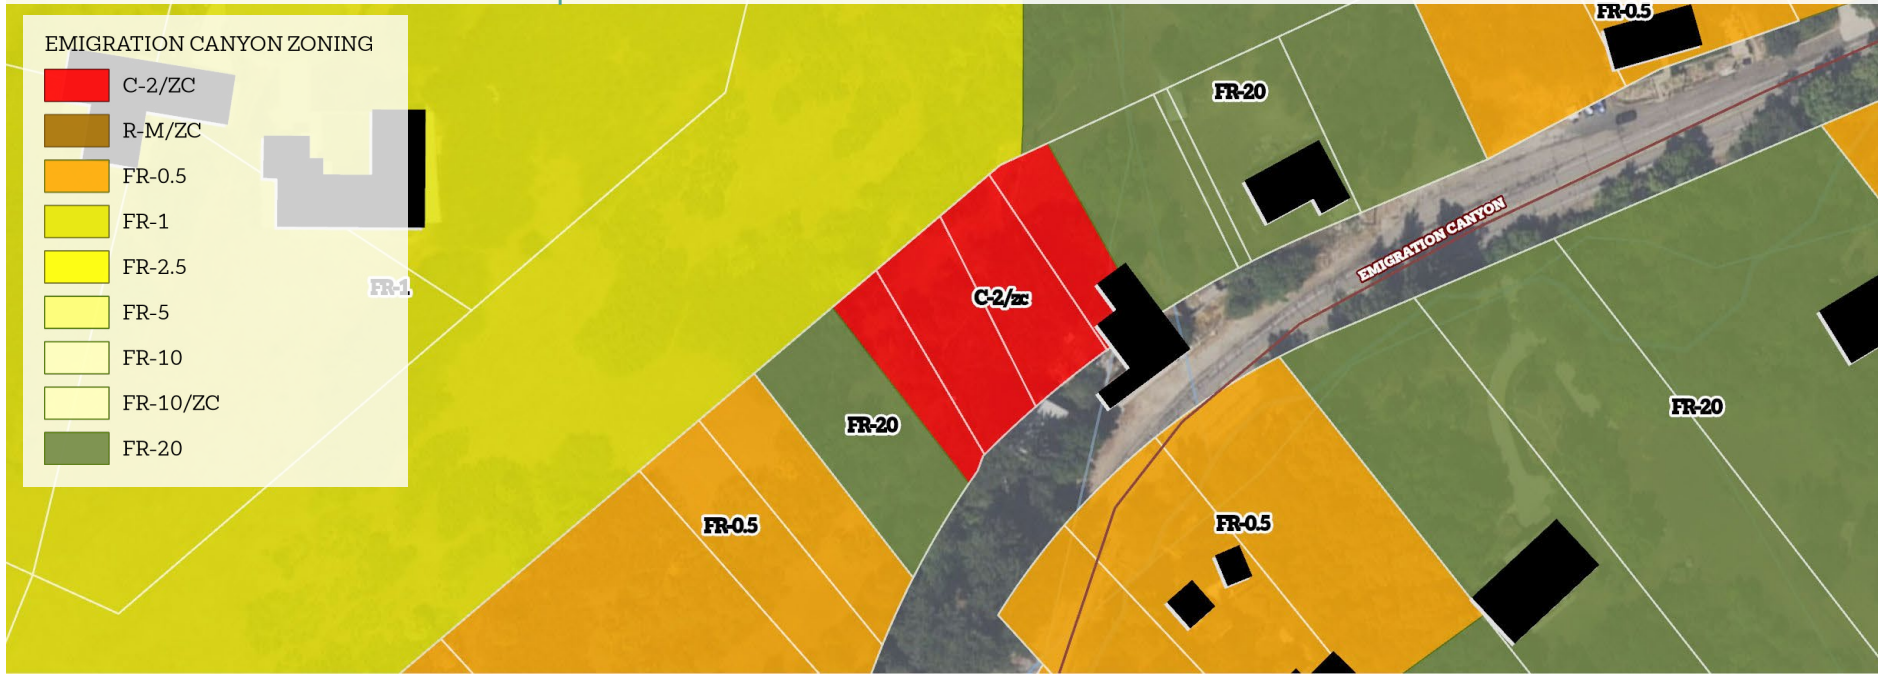 EMIGRATION CANYON ZONING
C-2/ZC
R-M/ZC
FR-0.5
FR-1
FR-2.5
FR-5
FR-10
FR-10/ZC
FR-20
FR-1
FR-0.5
FR-20
EMIGRATION CANYON
C-2/zc
FR-20
FR-20
FR-0.5
FR-0.5